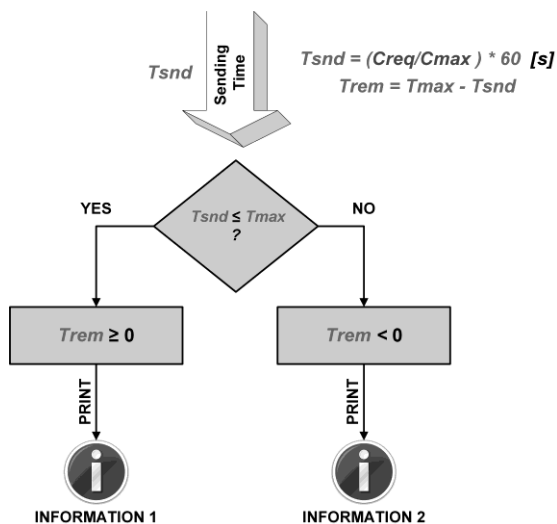 Tsnd
Sending
Time
Tsnd = (Creq/Cmax ) * 60 [s]
Trem = Tmax - Tsnd
YES
Tsnd ≤ Tmax
?
NO
Trem ≥ 0
Trem < 0
PRINT
PRINT
INFORMATION 1
INFORMATION 2